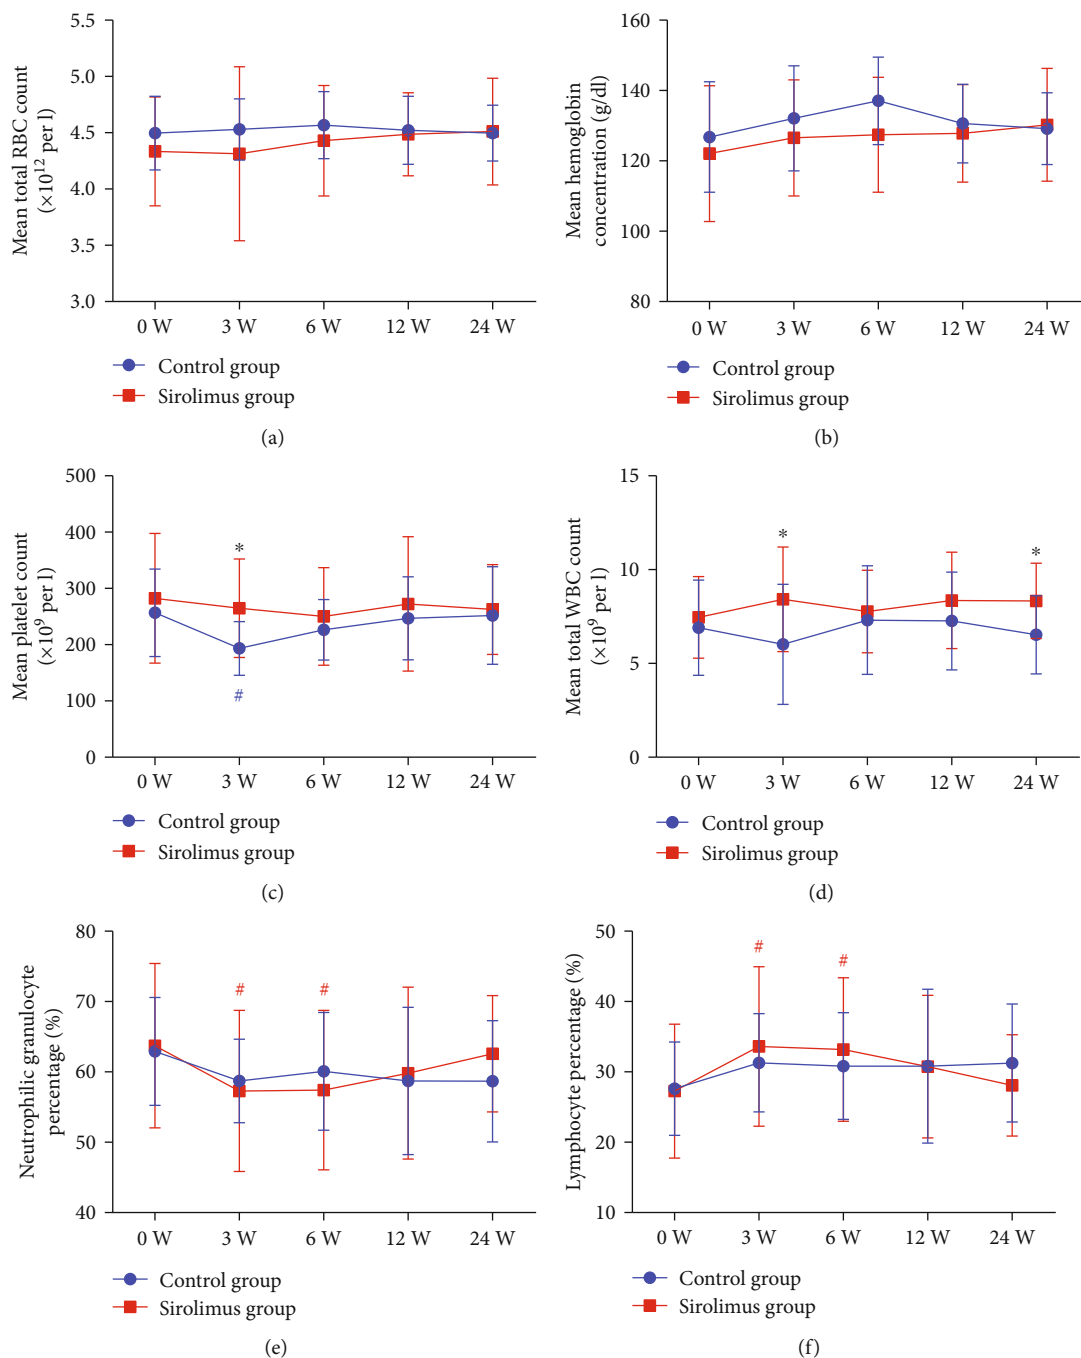 Mean total RBC count
(×10¹² per l)
5.5
5.0
4.5
4.0
3.5
3.0
0 W 3 W 6 W 12 W 24 W
Control group
Sirolimus group
(a)
Mean hemoglobin
concentration (g/dl)
160
140
120
100
80
0 W 3 W 6 W 12 W 24 W
Control group
Sirolimus group
(b)
Mean platelet count
(×10⁹ per l)
500
400
300
200
100
0
*
#
0 W 3 W 6 W 12 W 24 W
Control group
Sirolimus group
(c)
Mean total WBC count
(×10⁹ per l)
15
10
5
0
* *
0 W 3 W 6 W 12 W 24 W
Control group
Sirolimus group
(d)
Neutrophilic granulocyte
percentage (%)
80
70
60
50
40
# #
0 W 3 W 6 W 12 W 24 W
Control group
Sirolimus group
(e)
Lymphocyte percentage (%)
50
40
30
20
10
# #
0 W 3 W 6 W 12 W 24 W
Control group
Sirolimus group
(f)